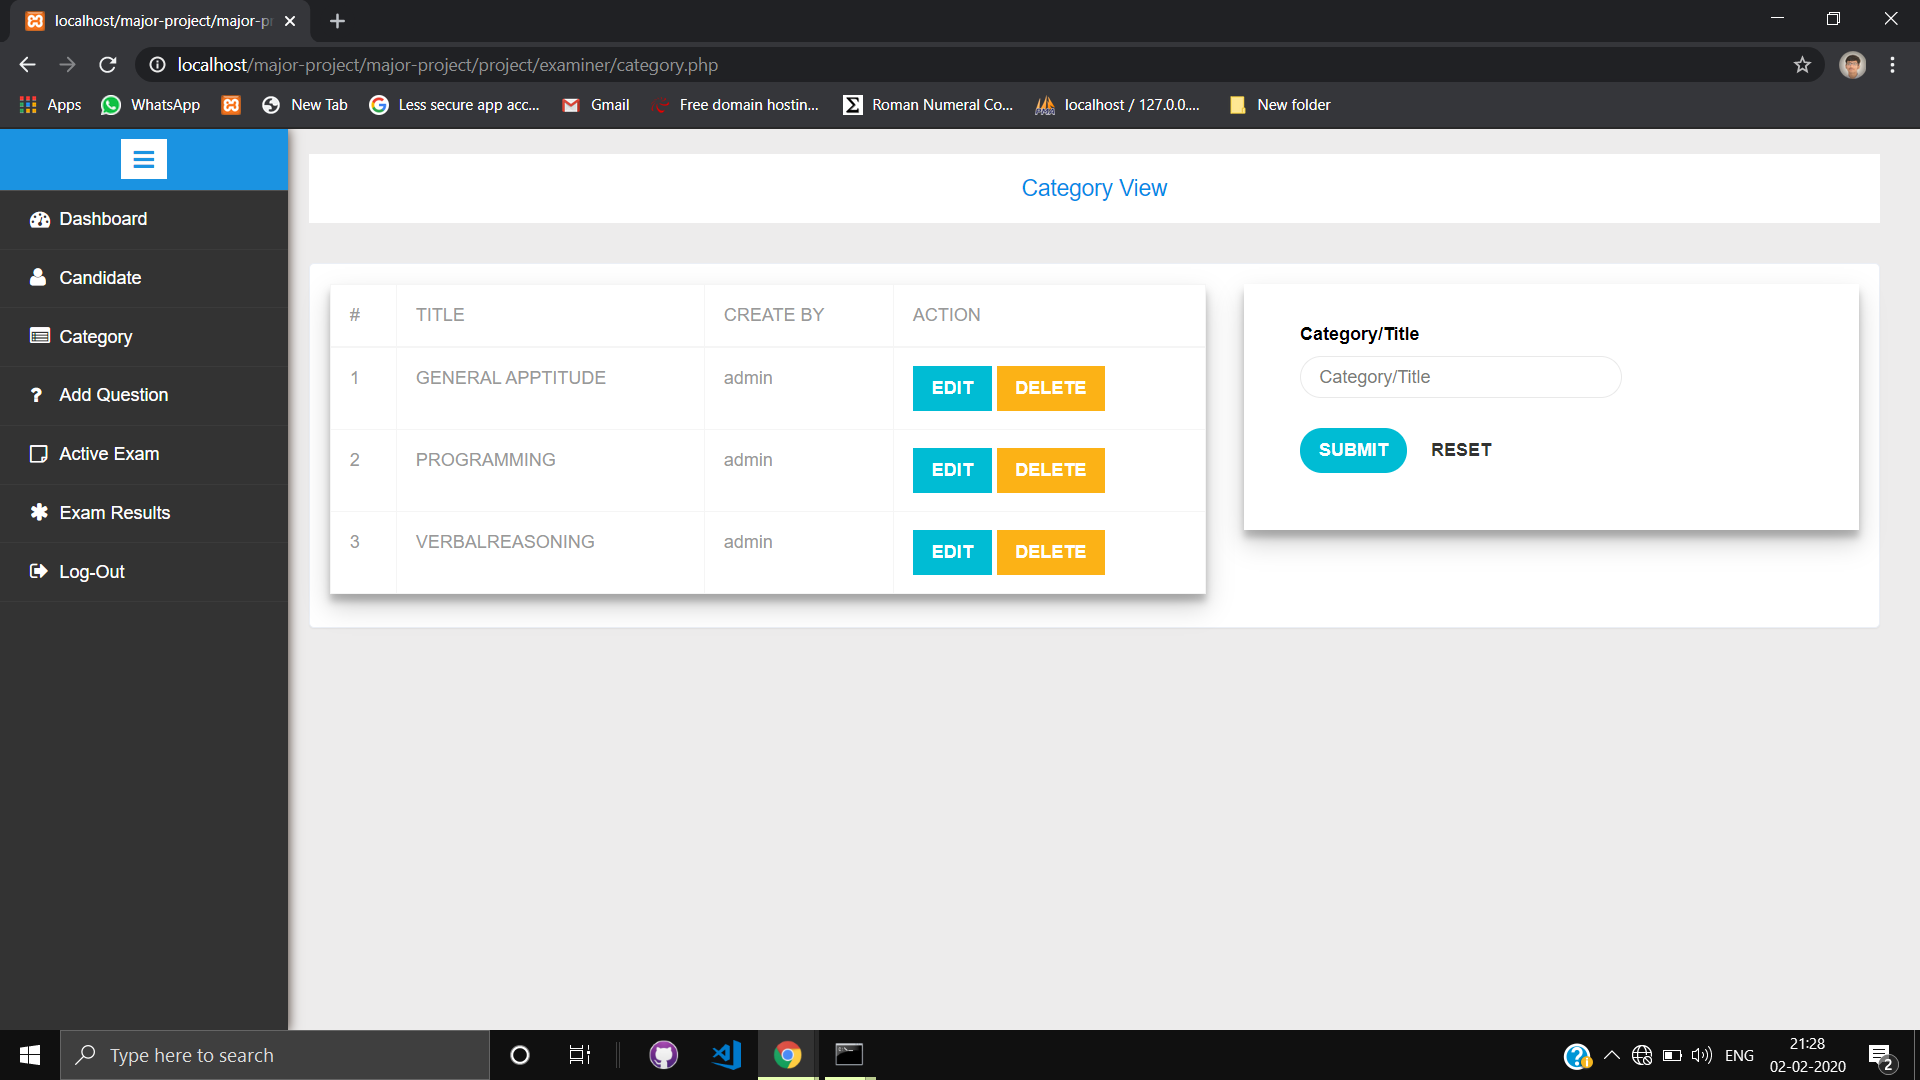 localhost/major-project/major-pr
localhost/major-project/major-project/project/examiner/category.php
Apps WhatsApp New Tab Less secure app acc... Gmail Free domain hostin... Roman Numeral Co... localhost / 127.0.0.... New folder
Category View
Dashboard
Candidate
Category
Add Question
Active Exam
Exam Results
Log-Out
# TITLE CREATE BY ACTION
1 GENERAL APPTITUDE admin EDIT DELETE
2 PROGRAMMING admin EDIT DELETE
3 VERBALREASONING admin EDIT DELETE
Category/Title
Category/Title
SUBMIT RESET
Type here to search
ENG
21:28
02-02-2020
2